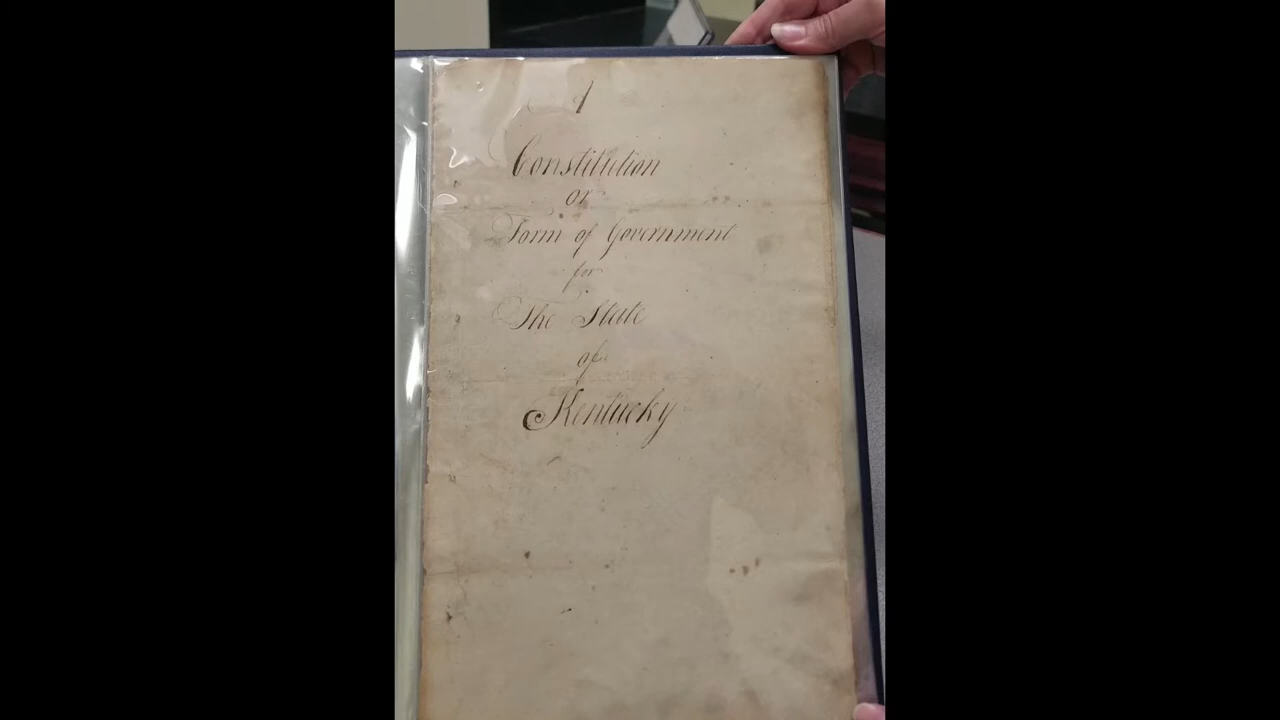 A
Constitution
or
Form of Government
for
The State
of
Kentucky